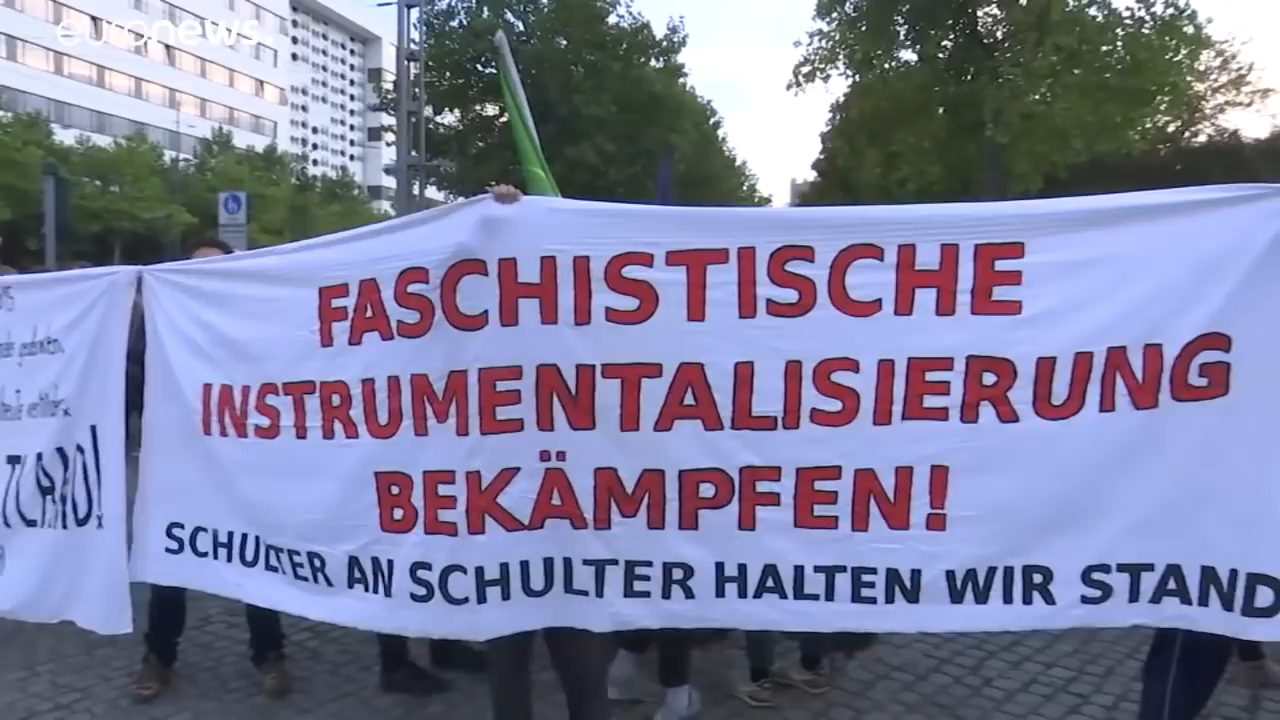 euronews.
FASCHISTISCHE
INSTRUMENTALISIERUNG
BEKÄMPFEN!
SCHULTER AN SCHULTER HALTEN WIR STAND